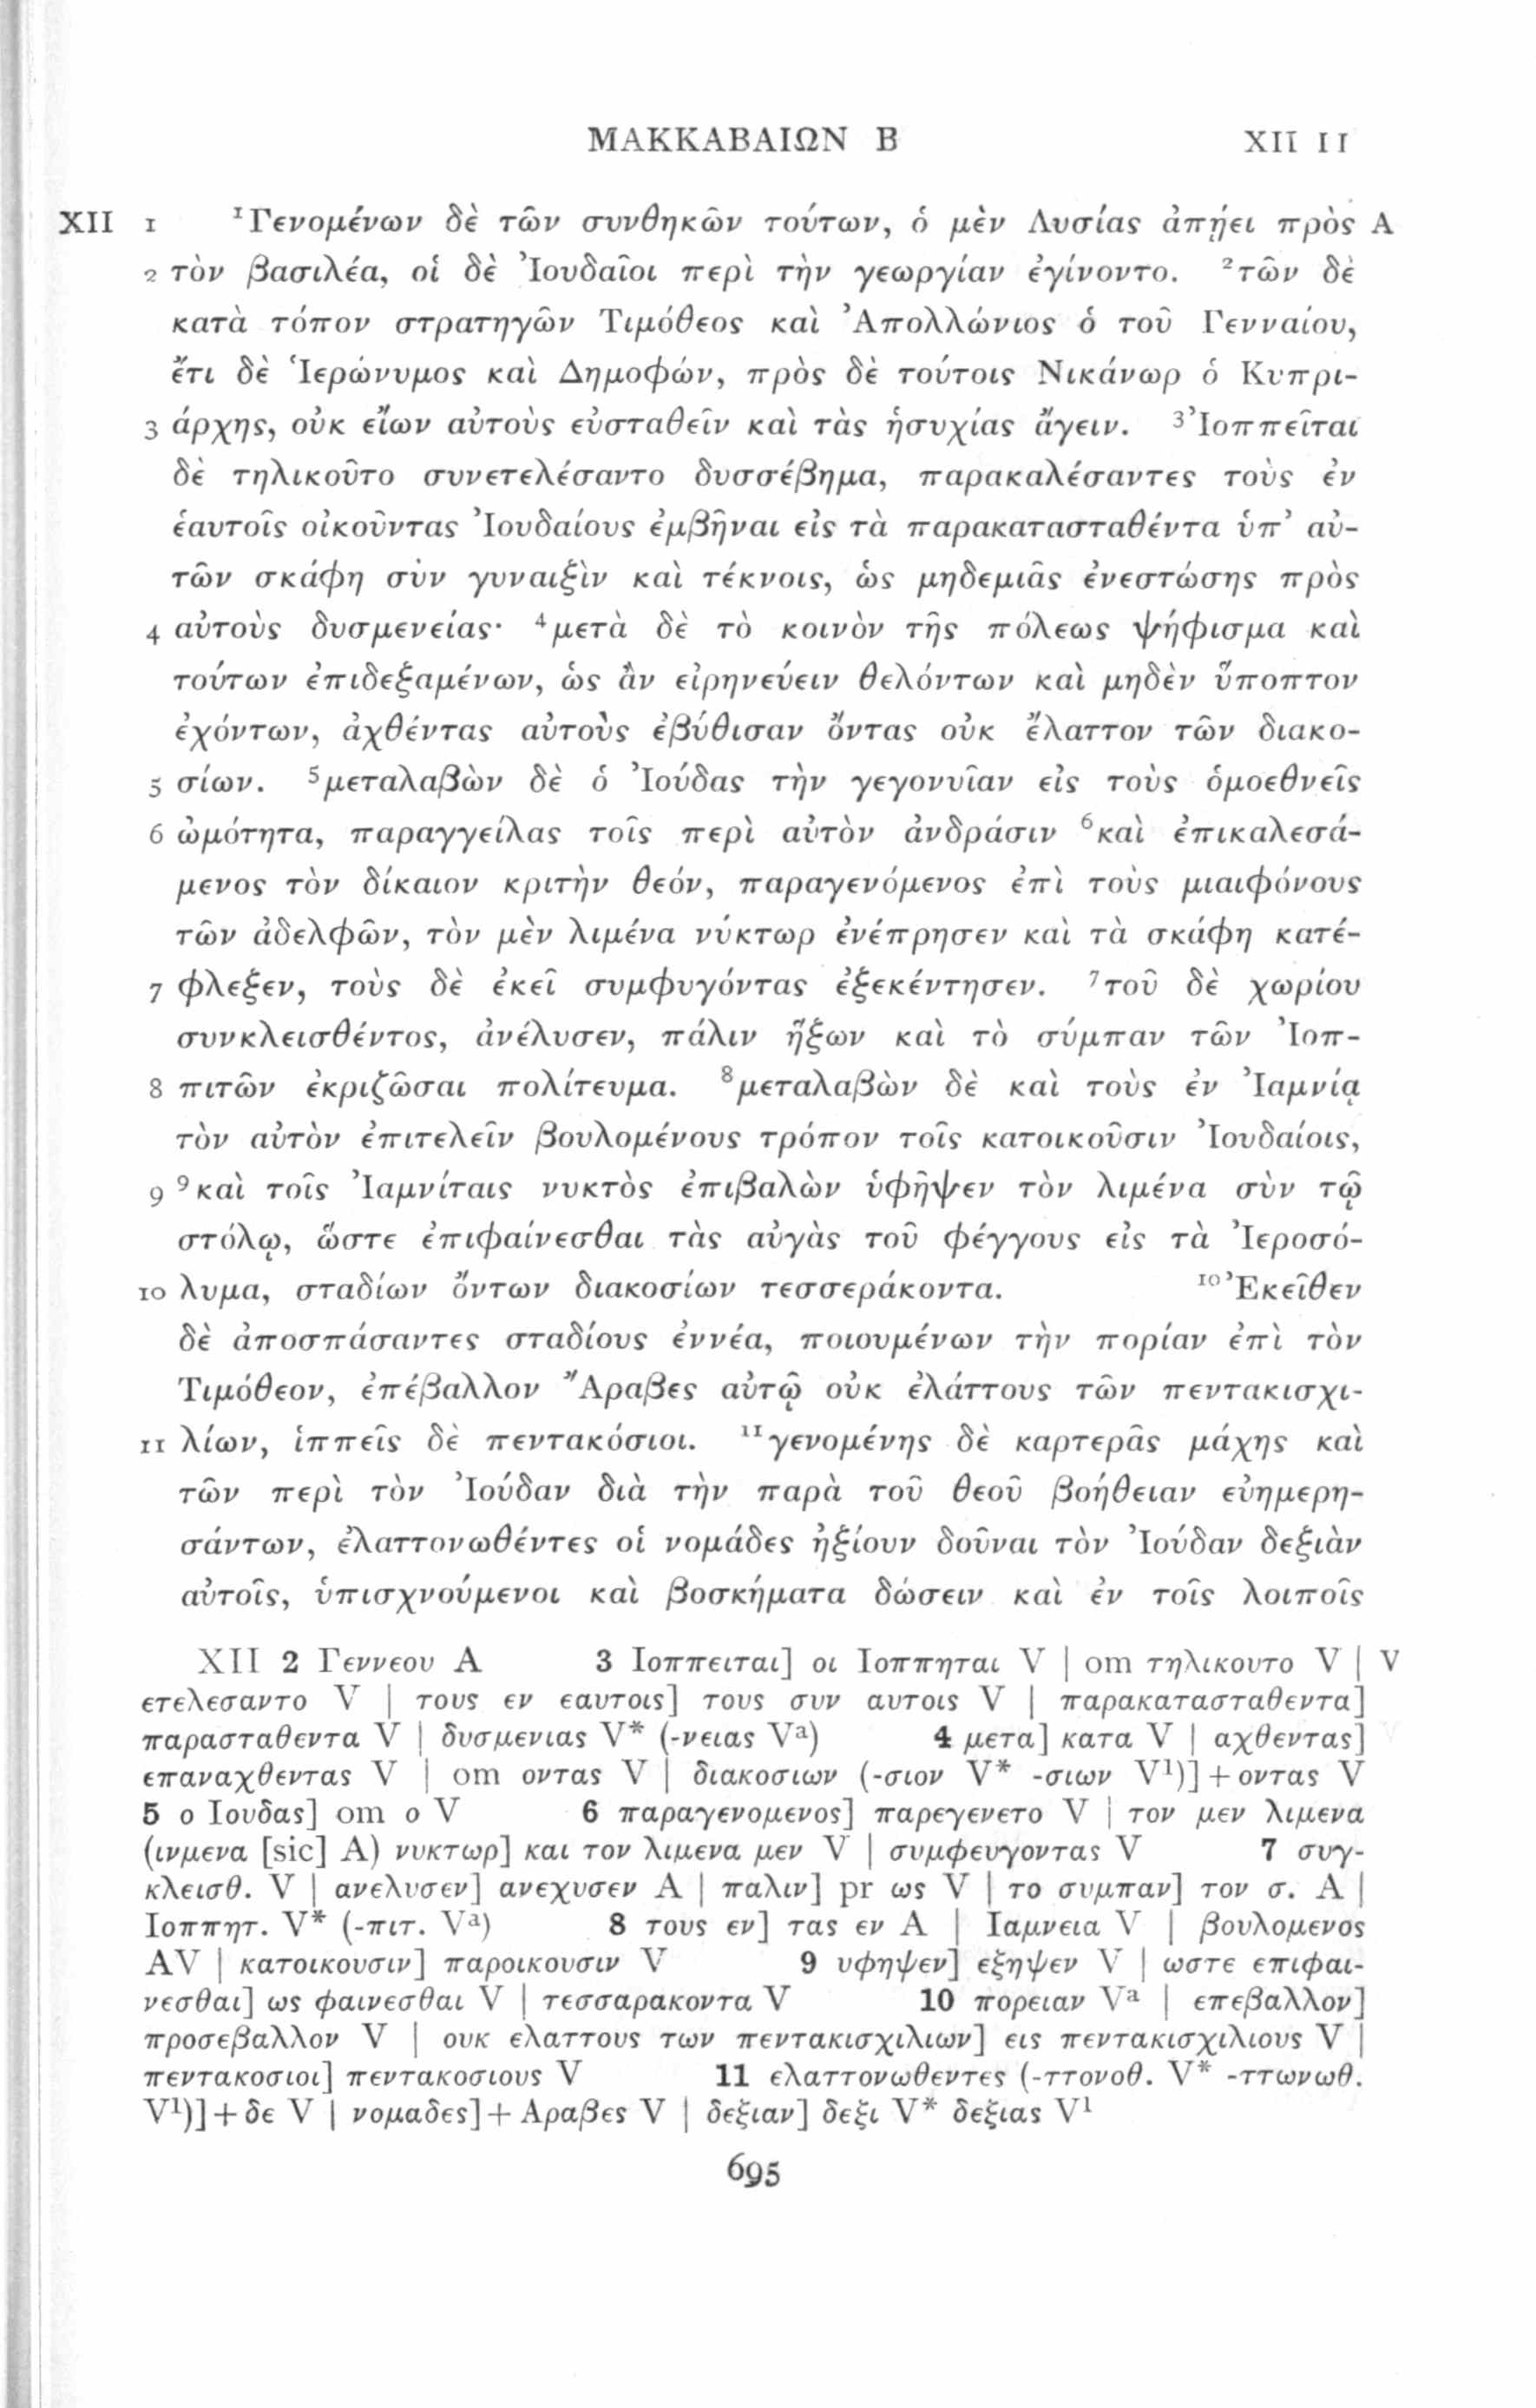 ΜΑΚΚΑΒΑΙΩΝ Β XII 11
XII 1 ¹Γενομένων δὲ τῶν συνθηκῶν τούτων, ὁ μὲν Λυσίας ἀπῄει πρὸς A
2 τὸν βασιλέα, οἱ δὲ Ἰουδαῖοι περὶ τὴν γεωργίαν ἐγίνοντο. ²τῶν δὲ
κατὰ τόπον στρατηγῶν Τιμόθεος καὶ Ἀπολλώνιος ὁ τοῦ Γενναίου,
ἔτι δὲ Ἱερώνυμος καὶ Δημοφών, πρὸς δὲ τούτοις Νικάνωρ ὁ Κυπρι-
3 άρχης, οὐκ εἴων αὐτοὺς εὐσταθεῖν καὶ τὰς ἡσυχίας ἄγειν. ³Ἰοππεῖται
δὲ τηλικοῦτο συνετελέσαντο δυσσέβημα, παρακαλέσαντες τοὺς ἐν
ἑαυτοῖς οἰκοῦντας Ἰουδαίους ἐμβῆναι εἰς τὰ παρακατασταθέντα ὑπ᾽ αὐ-
τῶν σκάφη σὺν γυναιξὶν καὶ τέκνοις, ὡς μηδεμιᾶς ἐνεστώσης πρὸς
4 αὐτοὺς δυσμενείας· ⁴μετὰ δὲ τὸ κοινὸν τῆς πόλεως ψήφισμα καὶ
τούτων ἐπιδεξαμένων, ὡς ἂν εἰρηνεύειν θελόντων καὶ μηδὲν ὕποπτον
ἐχόντων, ἀχθέντας αὐτοὺς ἐβύθισαν ὄντας οὐκ ἔλαττον τῶν διακο-
5 σίων. ⁵μεταλαβὼν δὲ ὁ Ἰούδας τὴν γεγονυῖαν εἰς τοὺς ὁμοεθνεῖς
6 ὠμότητα, παραγγείλας τοῖς περὶ αὐτὸν ἀνδράσιν ⁶καὶ ἐπικαλεσά-
μενος τὸν δίκαιον κριτὴν θεόν, παραγενόμενος ἐπὶ τοὺς μιαιφόνους
τῶν ἀδελφῶν, τὸν μὲν λιμένα νύκτωρ ἐνέπρησεν καὶ τὰ σκάφη κατέ-
7 φλεξεν, τοὺς δὲ ἐκεῖ συμφυγόντας ἐξεκέντησεν. ⁷τοῦ δὲ χωρίου
συνκλεισθέντος, ἀνέλυσεν, πάλιν ἥξων καὶ τὸ σύμπαν τῶν Ἰοπ-
8 πιτῶν ἐκριζῶσαι πολίτευμα. ⁸μεταλαβὼν δὲ καὶ τοὺς ἐν Ἰαμνίᾳ
τὸν αὐτὸν ἐπιτελεῖν βουλομένους τρόπον τοῖς κατοικοῦσιν Ἰουδαίοις,
9 ⁹καὶ τοῖς Ἰαμνίταις νυκτὸς ἐπιβαλὼν ὑφῆψεν τὸν λιμένα σὺν τῷ
στόλῳ, ὥστε ἐπιφαίνεσθαι τὰς αὐγὰς τοῦ φέγγους εἰς τὰ Ἱεροσό-
10 λυμα, σταδίων ὄντων διακοσίων τεσσεράκοντα. ¹⁰Ἐκεῖθεν
δὲ ἀποσπάσαντες σταδίους ἐννέα, ποιουμένων τὴν πορίαν ἐπὶ τὸν
Τιμόθεον, ἐπέβαλλον Ἄραβες αὐτῷ οὐκ ἐλάττους τῶν πεντακισχι-
11 λίων, ἱππεῖς δὲ πεντακόσιοι. ¹¹γενομένης δὲ καρτερᾶς μάχης καὶ
τῶν περὶ τὸν Ἰούδαν διὰ τὴν παρὰ τοῦ θεοῦ βοήθειαν εὐημερη-
σάντων, ἐλαττονωθέντες οἱ νομάδες ἠξίουν δοῦναι τὸν Ἰούδαν δεξιὰν
αὐτοῖς, ὑπισχνούμενοι καὶ βοσκήματα δώσειν καὶ ἐν τοῖς λοιποῖς
XII 2 Γεννεου A 3 Ιοππειται] οι Ιοππηται V | om τηλικουτο V | V
ετελεσαντο V | τους εν εαυτοις] τους συν αυτοις V | παρακατασταθεντα]
παρασταθεντα V | δυσμενιας V* (-νειας Vᵃ) 4 μετα] κατα V | αχθεντας]
επαναχθεντας V | om οντας V | διακοσιων (-σιον V* -σιων V¹)] + οντας V
5 ο Ιουδας] om ο V 6 παραγενομενος] παρεγενετο V | τον μεν λιμενα
(ινμενα [sic] A) νυκτωρ] και τον λιμενα μεν V | συμφευγοντας V 7 συγ-
κλεισθ. V | ανελυσεν] ανεχυσεν A | παλιν] pr ως V | το συμπαν] τον σ. A |
Ιοππητ. V* (-πιτ. Vᵃ) 8 τους εν] τας εν A | Ιαμνεια V | βουλομενος
AV | κατοικουσιν] παροικουσιν V 9 υφηψεν] εξηψεν V | ωστε επιφαι-
νεσθαι] ως φαινεσθαι V | τεσσαρακοντα V 10 πορειαν Vᵃ | επεβαλλον]
προσεβαλλον V | ουκ ελαττους των πεντακισχιλιων] εις πεντακισχιλιους V |
πεντακοσιοι] πεντακοσιους V 11 ελαττονωθεντες (-ττονοθ. V* -ττωνωθ.
V¹)] + δε V | νομαδες] + Αραβες V | δεξιαν] δεξι V* δεξιας V¹
695